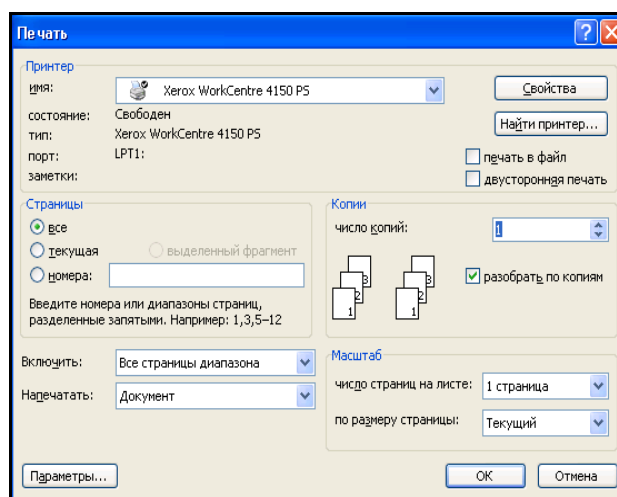 Печать
Принтер
имя: Xerox WorkCentre 4150 PS
Свойства
состояние: Свободен
тип: Xerox WorkCentre 4150 PS
Найти принтер...
порт: LPT1:
печать в файл
заметки:
двусторонняя печать
Страницы
все
текущая
выделенный фрагмент
номера:
Введите номера или диапазоны страниц,
разделенные запятыми. Например: 1,3,5–12
Копии
число копий: 1
3 3
2 2
1 1
разобрать по копиям
Включить: Все страницы диапазона
Напечатать: Документ
Масштаб
число страниц на листе: 1 страница
по размеру страницы: Текущий
Параметры...
ОК
Отмена